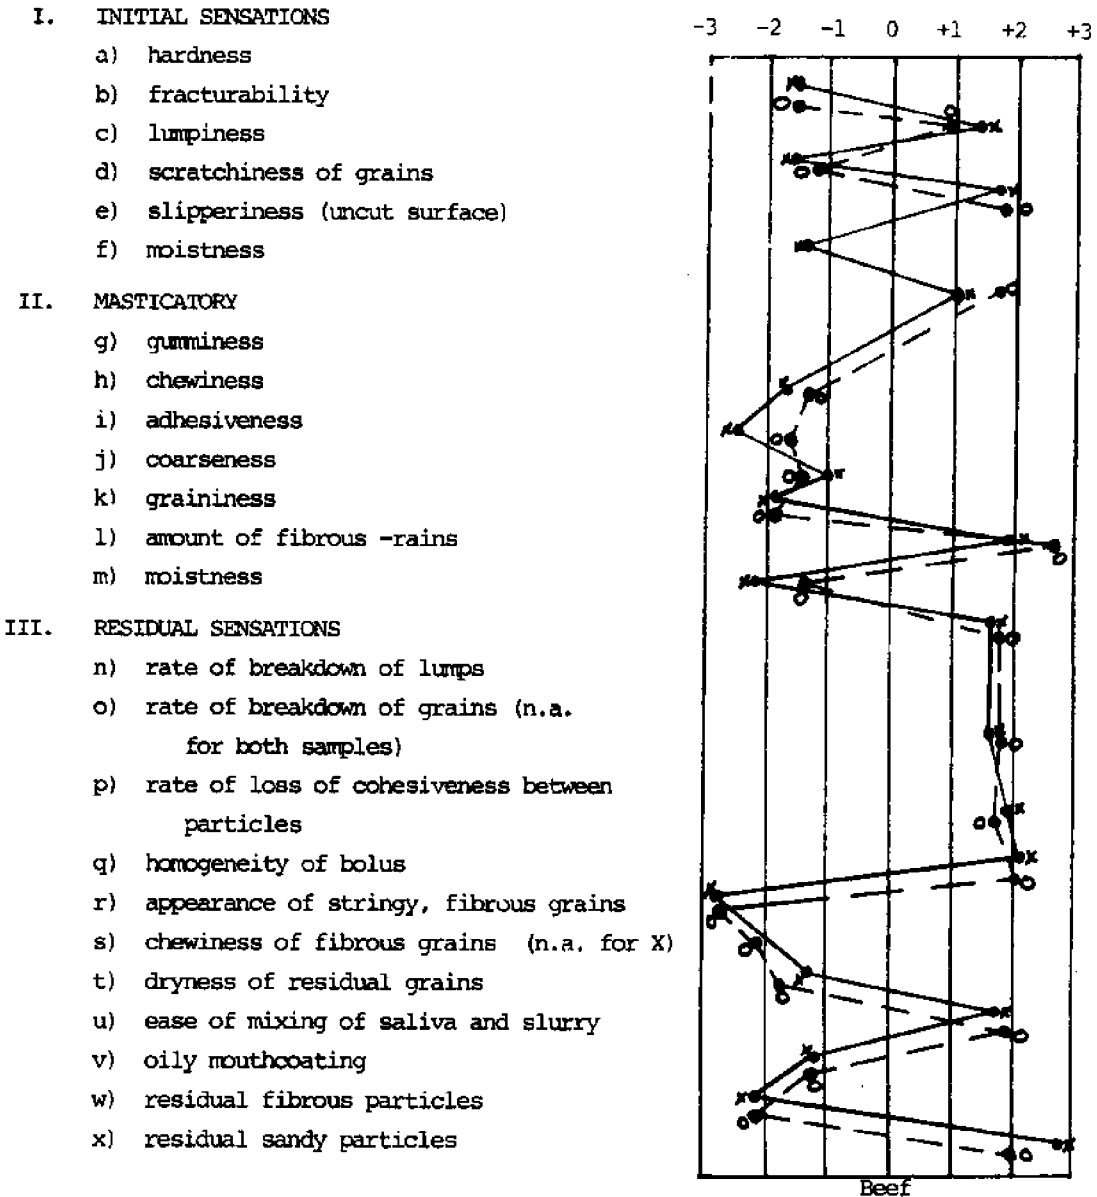 I. INITIAL SENSATIONS
-3 -2 -1 0 +1 +2 +3
a) hardness
b) fracturability
c) lumpiness
d) scratchiness of grains
e) slipperiness (uncut surface)
f) moistness
II. MASTICATORY
g) gumminess
h) chewiness
i) adhesiveness
j) coarseness
k) graininess
l) amount of fibrous -rains
m) moistness
III. RESIDUAL SENSATIONS
n) rate of breakdown of lumps
o) rate of breakdown of grains (n.a.
for both samples)
p) rate of loss of cohesiveness between
particles
q) homogeneity of bolus
r) appearance of stringy, fibrous grains
s) chewiness of fibrous grains (n.a. for X)
t) dryness of residual grains
u) ease of mixing of saliva and slurry
v) oily mouthcoating
w) residual fibrous particles
x) residual sandy particles
Beef